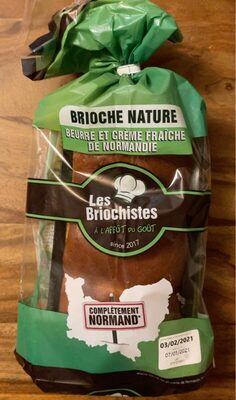 BRIOCHE NATURE
BEURRE ET CRÈME FRAÎCHE
DE NORMANDIE
Les
Briochistes
À L'AFFÛT DU GOÛT
since 2017
COMPLÈTEMENT
NORMAND*
03/02/2021
07/01/2021